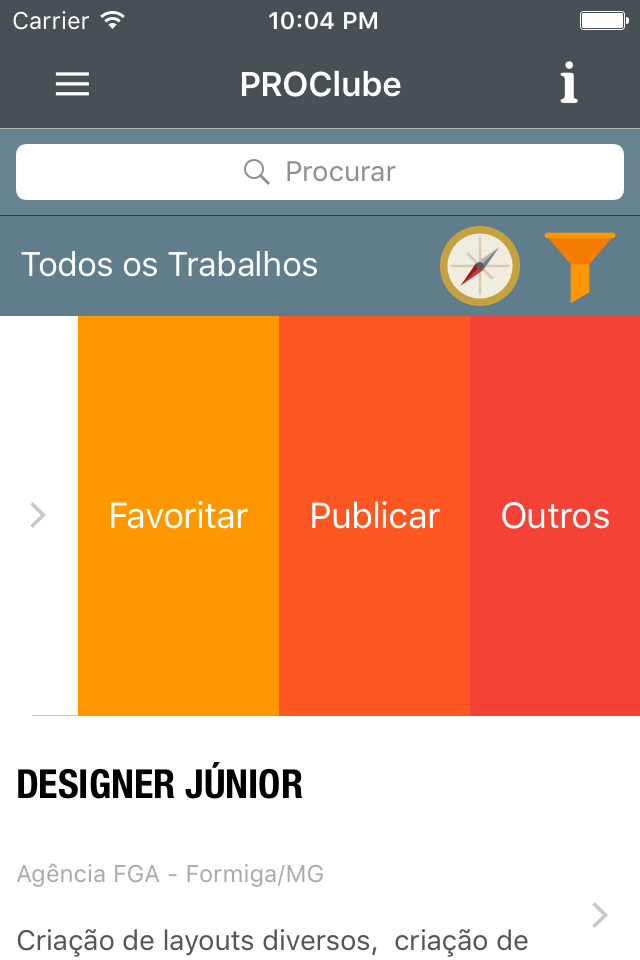 Carrier 10:04 PM
PROClube
Procurar
Todos os Trabalhos
Favoritar Publicar Outros
DESIGNER JÚNIOR
Agência FGA - Formiga/MG
Criação de layouts diversos,  criação de